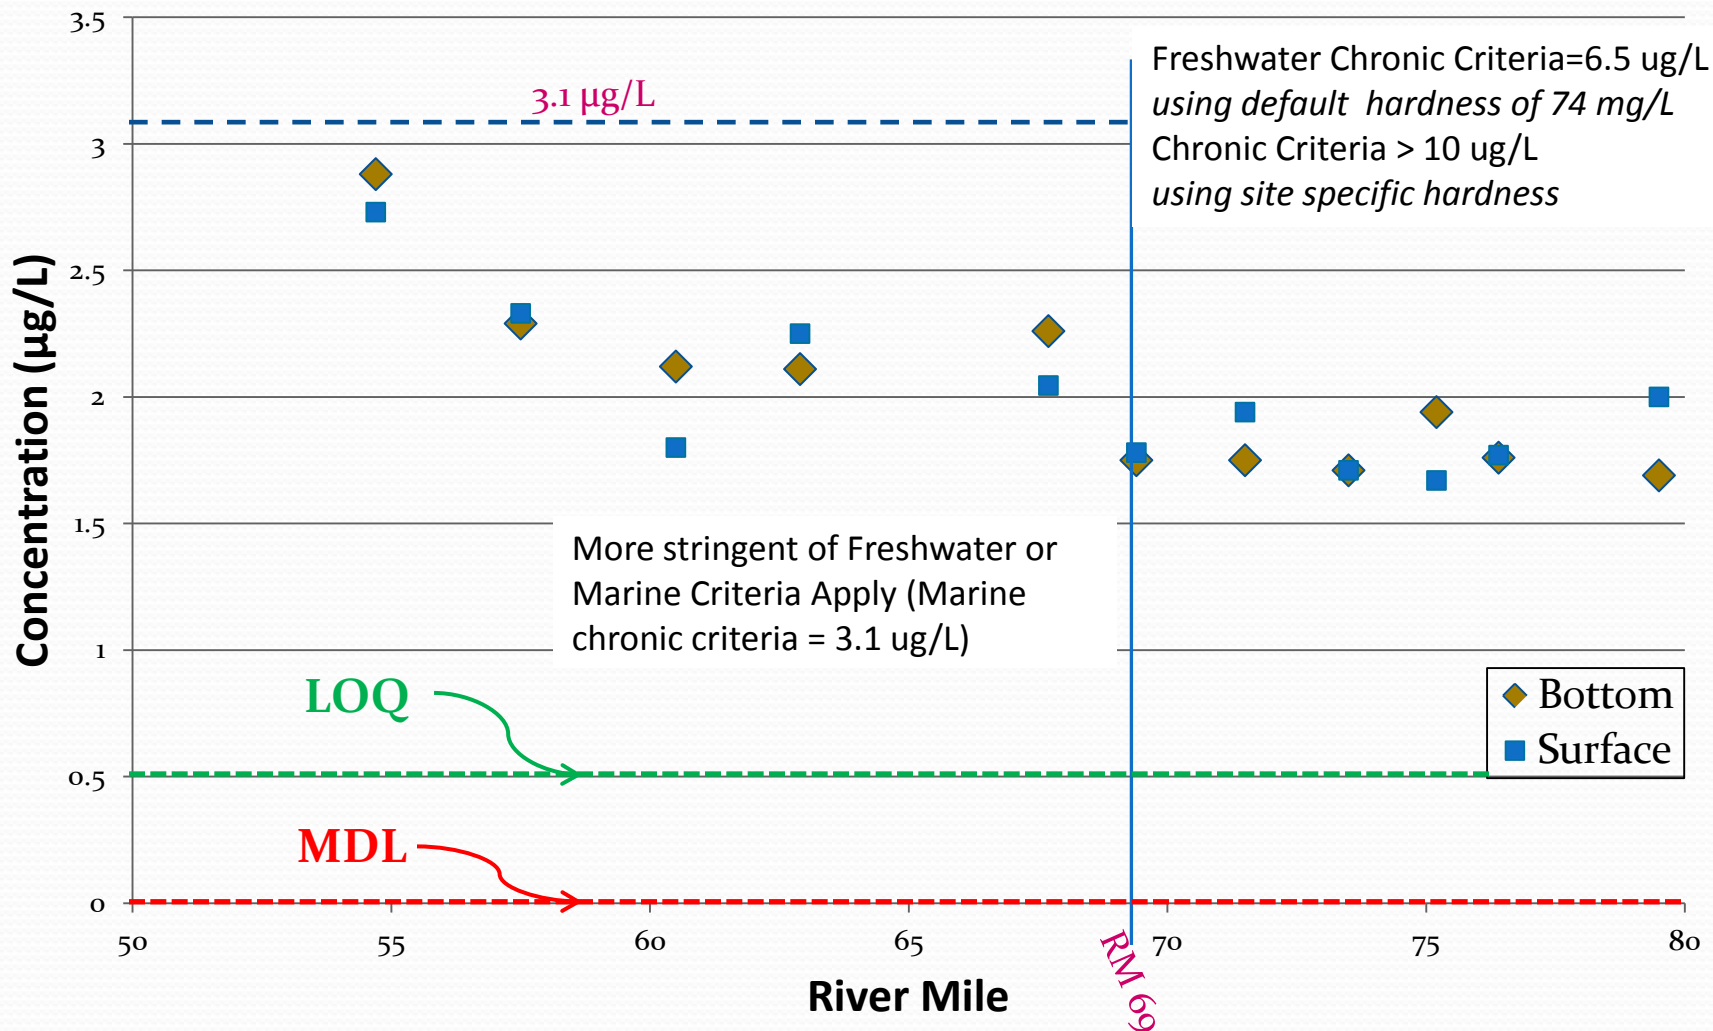 3.5
3
2.5
2
1.5
1
0.5
0
Concentration (µg/L)
3.1 µg/L
Freshwater Chronic Criteria=6.5 ug/L
using default hardness of 74 mg/L
Chronic Criteria > 10 ug/L
using site specific hardness
More stringent of Freshwater or
Marine Criteria Apply (Marine
chronic criteria = 3.1 ug/L)
LOQ
MDL
Bottom
Surface
50 55 60 65 70 75 80
RM 69
River Mile